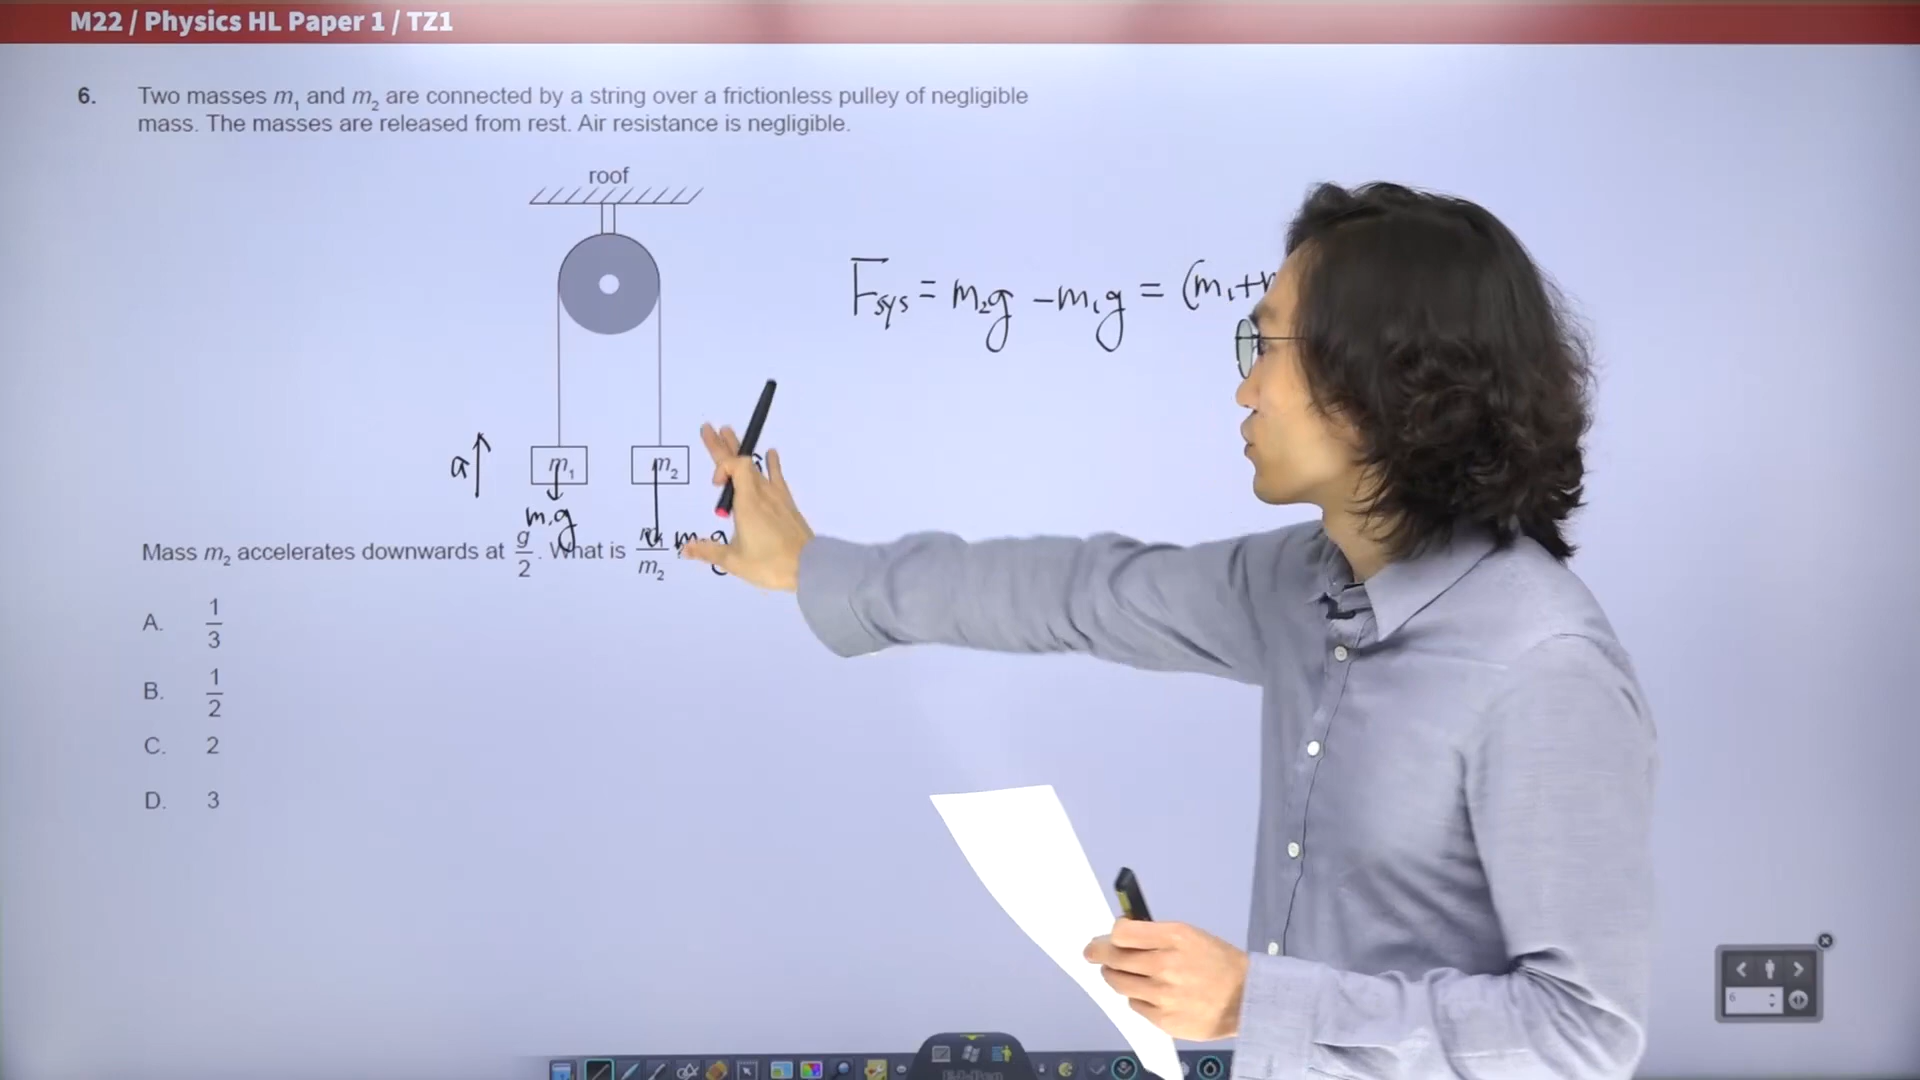 M22 / Physics HL Paper 1 / TZ1
6. Two masses m₁ and m₂ are connected by a string over a frictionless pulley of negligible
mass. The masses are released from rest. Air resistance is negligible.
roof
Fsys = m₂g - m₁g = (m₁+
a
m₁ m₂
m₁g
Mass m₂ accelerates downwards at g/2. What is /m₂
A. 1/3
B. 1/2
C. 2
D. 3
6